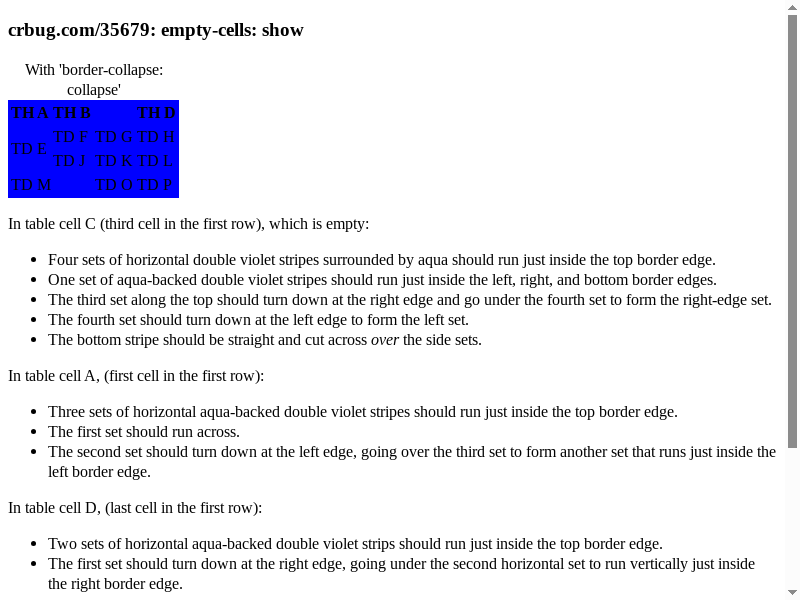 crbug.com/35679: empty-cells: show
With 'border-collapse:
collapse'
TH A TH B TH D
TD F TD G TD H
TD E
TD J TD K TD L
TD M TD O TD P
In table cell C (third cell in the first row), which is empty:
• Four sets of horizontal double violet stripes surrounded by aqua should run just inside the top border edge.
• One set of aqua-backed double violet stripes should run just inside the left, right, and bottom border edges.
• The third set along the top should turn down at the right edge and go under the fourth set to form the right-edge set.
• The fourth set should turn down at the left edge to form the left set.
• The bottom stripe should be straight and cut across over the side sets.
In table cell A, (first cell in the first row):
• Three sets of horizontal aqua-backed double violet stripes should run just inside the top border edge.
• The first set should run across.
• The second set should turn down at the left edge, going over the third set to form another set that runs just inside the
left border edge.
In table cell D, (last cell in the first row):
• Two sets of horizontal aqua-backed double violet strips should run just inside the top border edge.
• The first set should turn down at the right edge, going under the second horizontal set to run vertically just inside
the right border edge.